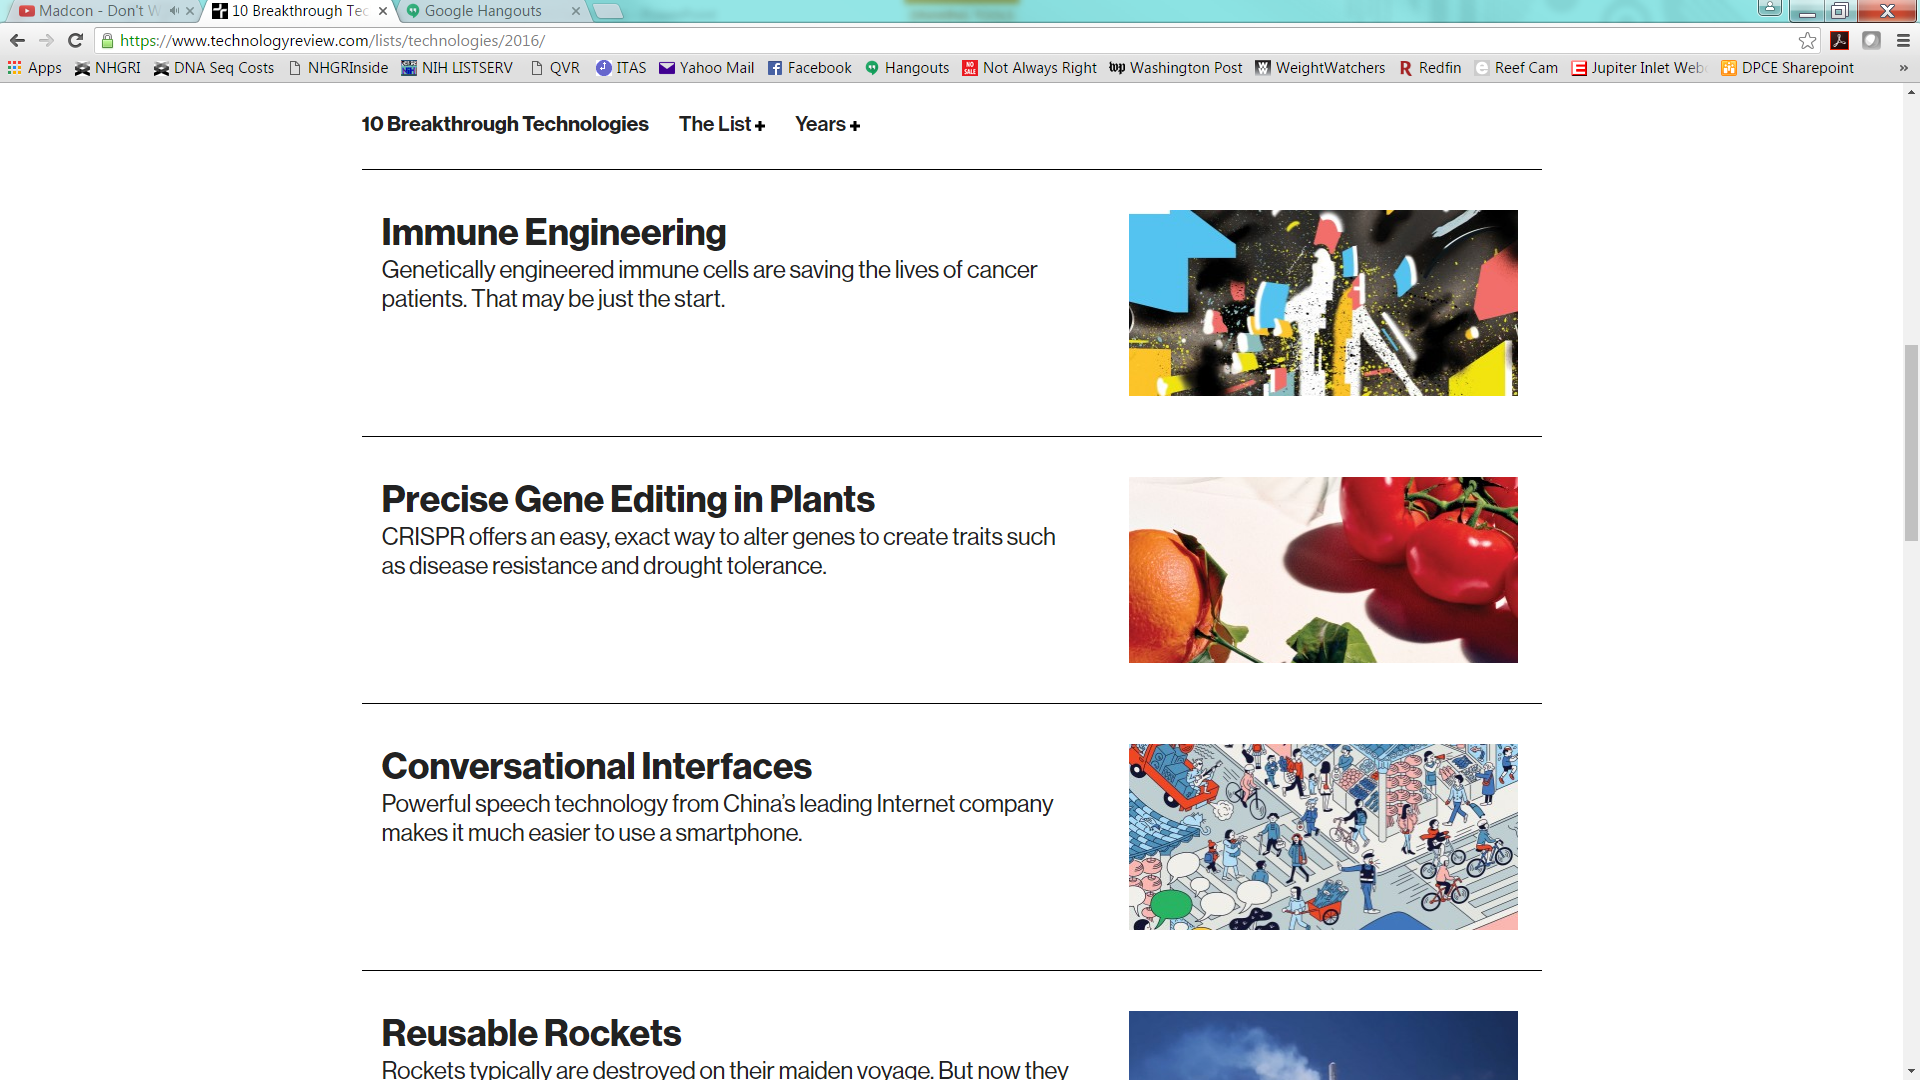 Madcon - Don't W
10 Breakthrough Tec
Google Hangouts
https://www.technologyreview.com/lists/technologies/2016/
Apps NHGRI DNA Seq Costs NHGRInside NIH LISTSERV QVR ITAS Yahoo Mail Facebook Hangouts NO SALE Not Always Right wp Washington Post W WeightWatchers R Redfin Reef Cam E Jupiter Inlet Web DPCE Sharepoint »
10 Breakthrough Technologies The List + Years +
Immune Engineering
Genetically engineered immune cells are saving the lives of cancer
patients. That may be just the start.
Precise Gene Editing in Plants
CRISPR offers an easy, exact way to alter genes to create traits such
as disease resistance and drought tolerance.
Conversational Interfaces
Powerful speech technology from China’s leading Internet company
makes it much easier to use a smartphone.
Reusable Rockets
Rockets typically are destroyed on their maiden voyage. But now they